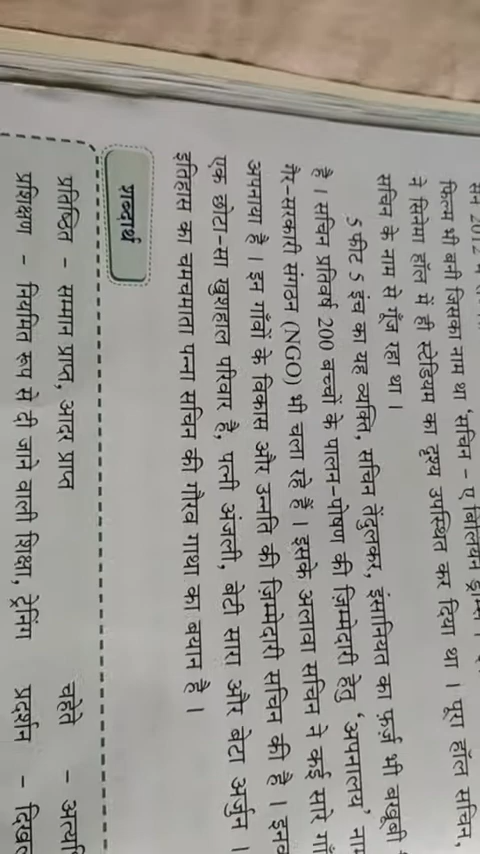 सन 2012 में
फिल्म भी बनी जिसका नाम था 'सचिन - ए बिलियन ड्रीम्स'।
ने सिनेमा हॉल में ही स्टेडियम का दृश्य उपस्थित कर दिया था। पूरा हॉल सचिन,
सचिन के नाम से गूँज रहा था।
5 फीट 5 इंच का यह व्यक्ति, सचिन तेंदुलकर, इंसानियत का फ़र्ज़ भी बखूबी
है। सचिन प्रतिवर्ष 200 बच्चों के पालन-पोषण की ज़िम्मेदारी हेतु 'अपनालय'
गैर-सरकारी संगठन (NGO) भी चला रहे हैं। इसके अलावा सचिन ने कई सारे
अपनाया है। इन गाँवों के विकास और उन्नति की ज़िम्मेदारी सचिन की है।
एक छोटा-सा खुशहाल परिवार है, पत्नी अंजली, बेटी सारा और बेटा अर्जुन।
इतिहास का चमचमाता पन्ना सचिन की गौरव गाथा का बयान है।
शब्दार्थ
प्रतिष्ठित - सम्मान प्राप्त, आदर प्राप्त चहेते -
प्रशिक्षण - नियमित रूप से दी जाने वाली शिक्षा, ट्रेनिंग प्रदर्शन -